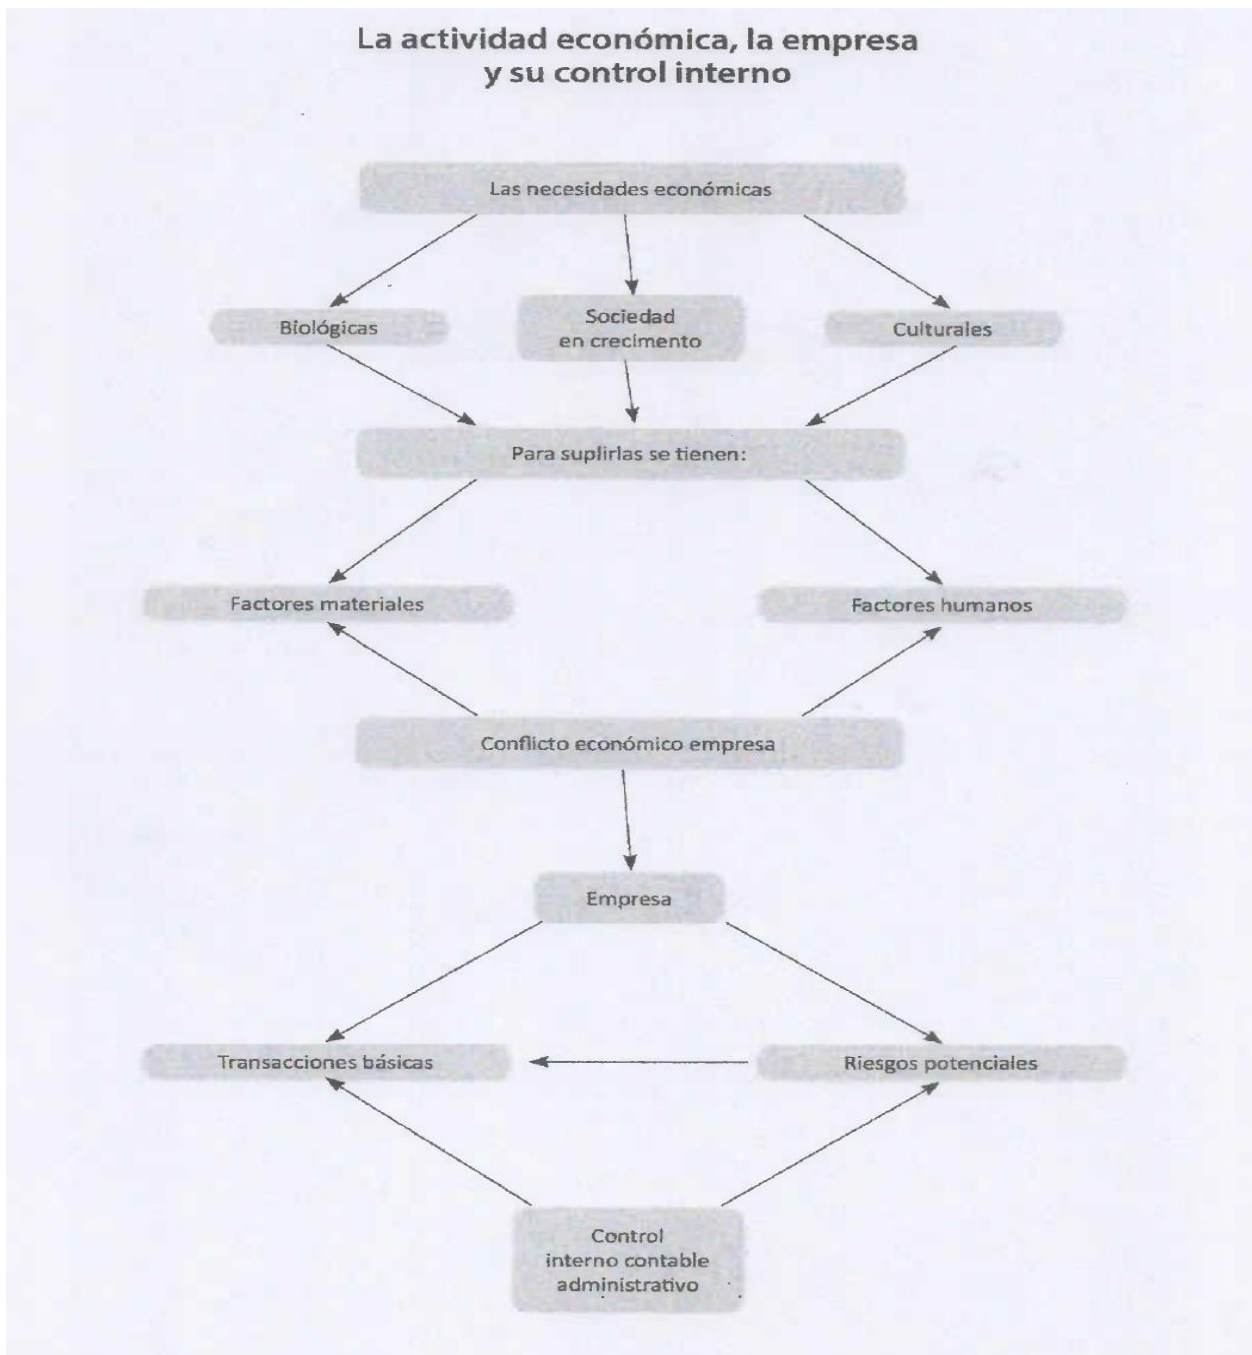 La actividad económica, la empresa
y su control interno
Las necesidades económicas
Biológicas
Sociedad
en crecimento
Culturales
Para suplirlas se tienen:
Factores materiales
Factores humanos
Conflicto económico empresa
Empresa
Transacciones básicas
Riesgos potenciales
Control
interno contable
administrativo